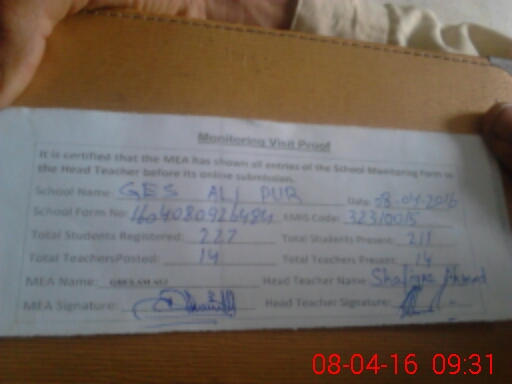 Monitoring Visit Proof
It is certified that the MEA has shown all entries of the School Monitoring Form to
the Head Teacher before its online submission.
School Name: GES ALI PUR Date: 08-04-2016
School Form No: EMIS Code: 32310015
Total Students Registered: 227 Total Students Present: 211
Total TeachersPosted: 14 Total Teachers Present: 14
MEA Name: Head Teacher Name: Shafique Ahmad
MEA Signature: Head Teacher Signature:
08-04-16 09:31